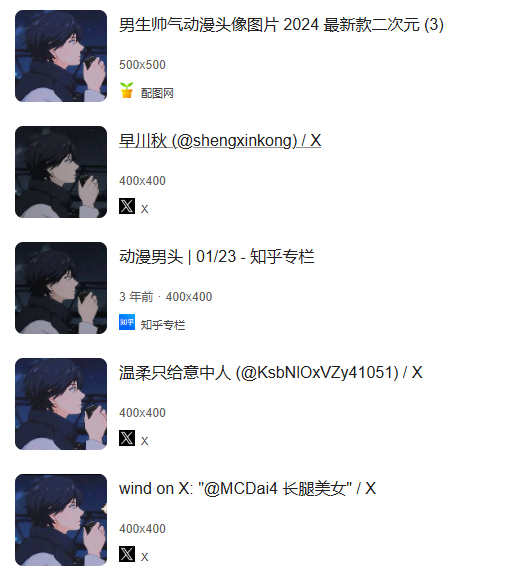 男生帅气动漫头像图片 2024 最新款二次元 (3)
500x500
配图网
早川秋 (@shengxinkong) / X
400x400
X
动漫男头 | 01/23 - 知乎专栏
3 年前 · 400x400
知乎 知乎专栏
温柔只给意中人 (@KsbNlOxVZy41051) / X
400x400
X
wind on X: "@MCDai4 长腿美女" / X
400x400
X